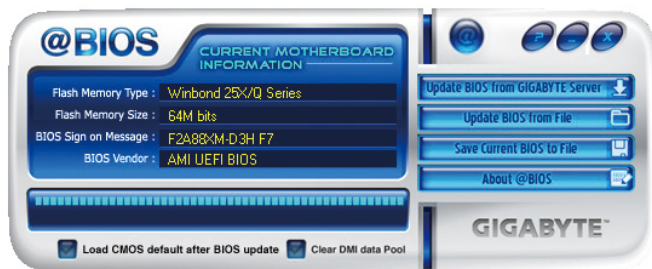 @BIOS
CURRENT MOTHERBOARD
INFORMATION
Flash Memory Type : Winbond 25X/Q Series
Flash Memory Size : 64M bits
BIOS Sign on Message : F2A88XM-D3H F7
BIOS Vendor : AMI UEFI BIOS
Load CMOS default after BIOS update
Clear DMI data Pool
@ ? _ X
Update BIOS from GIGABYTE Server
Update BIOS from File
Save Current BIOS to File
About @BIOS
GIGABYTE™